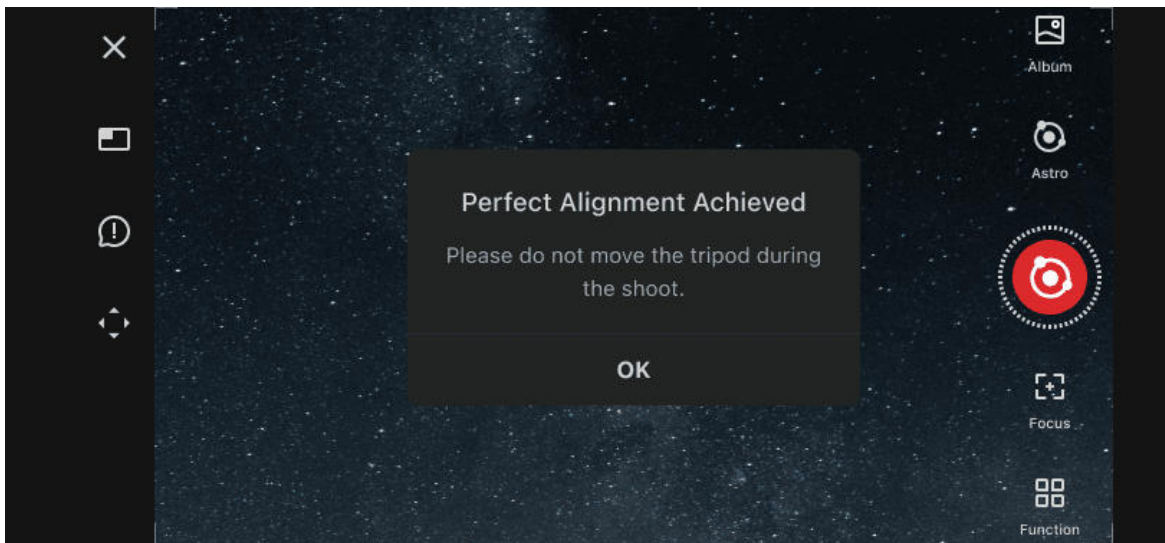 Album
Astro
Perfect Alignment Achieved
Please do not move the tripod during
the shoot.
OK
Focus
Function